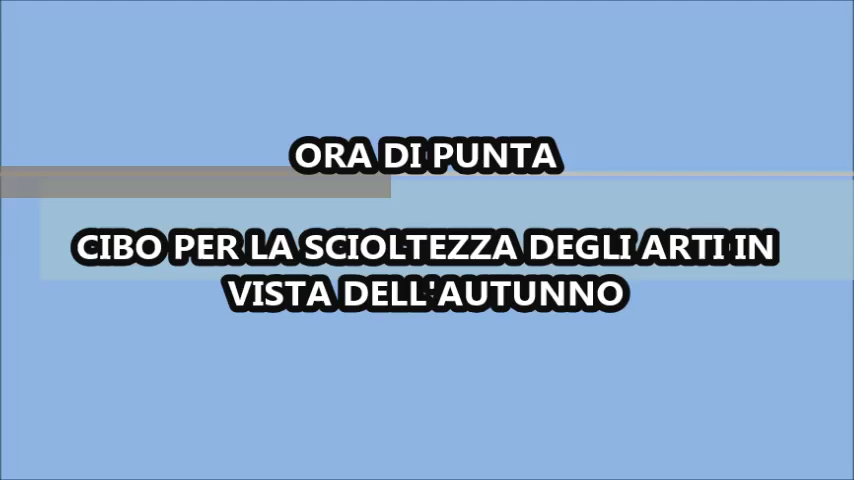 ORA DI PUNTA
CIBO PER LA SCIOLTEZZA DEGLI ARTI IN
VISTA DELL'AUTUNNO